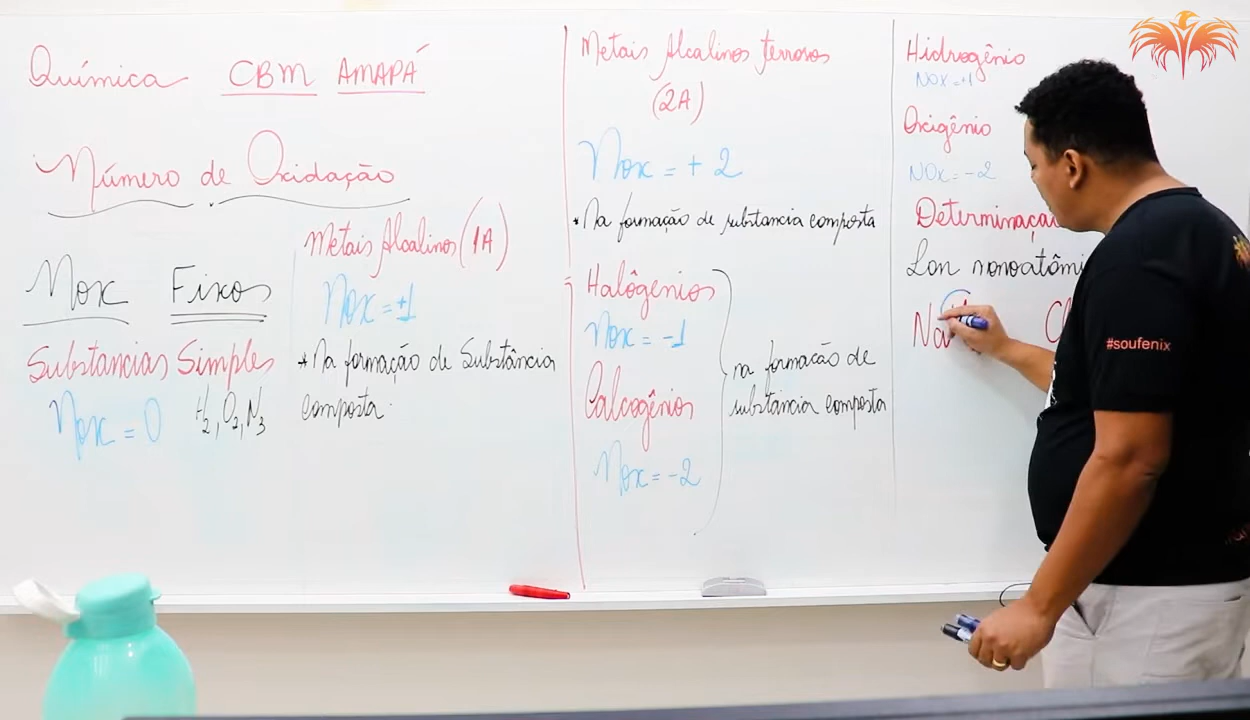 Química CBM AMAPÁ
Número de Oxidação
Nox Fixos
Substancias Simples
Nox = 0 H2, O2, N3
Metais Alcalinos (1A)
Nox = +1
* Na formação de Substância
composta.
Metais Alcalinos terrosos
(2A)
Nox = + 2
* Na formação de substancia composta
Halogênios
Nox = -1
Calcogênios
Nox = -2
na formação de
substancia composta
Hidrogênio
NOX = +1
Oxigênio
NOX = -2
Determinaçã
Íon monoatômi
Na
#soufenix